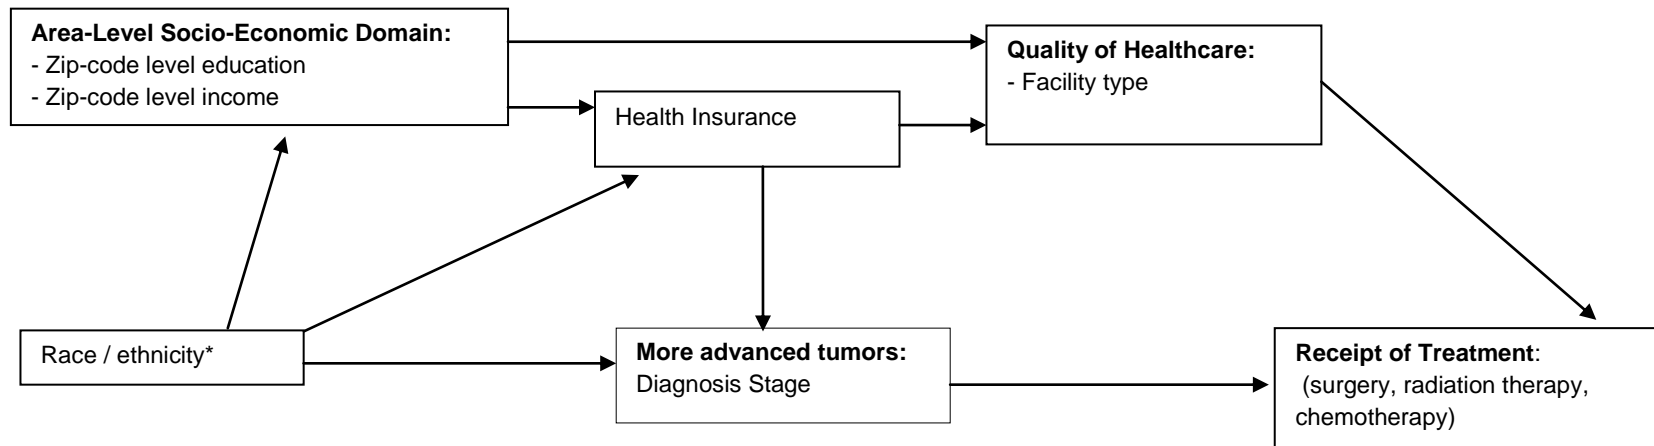 Area-Level Socio-Economic Domain:
- Zip-code level education
- Zip-code level income
Quality of Healthcare:
- Facility type
Health Insurance
Race / ethnicity*
More advanced tumors:
Diagnosis Stage
Receipt of Treatment:
(surgery, radiation therapy,
chemotherapy)